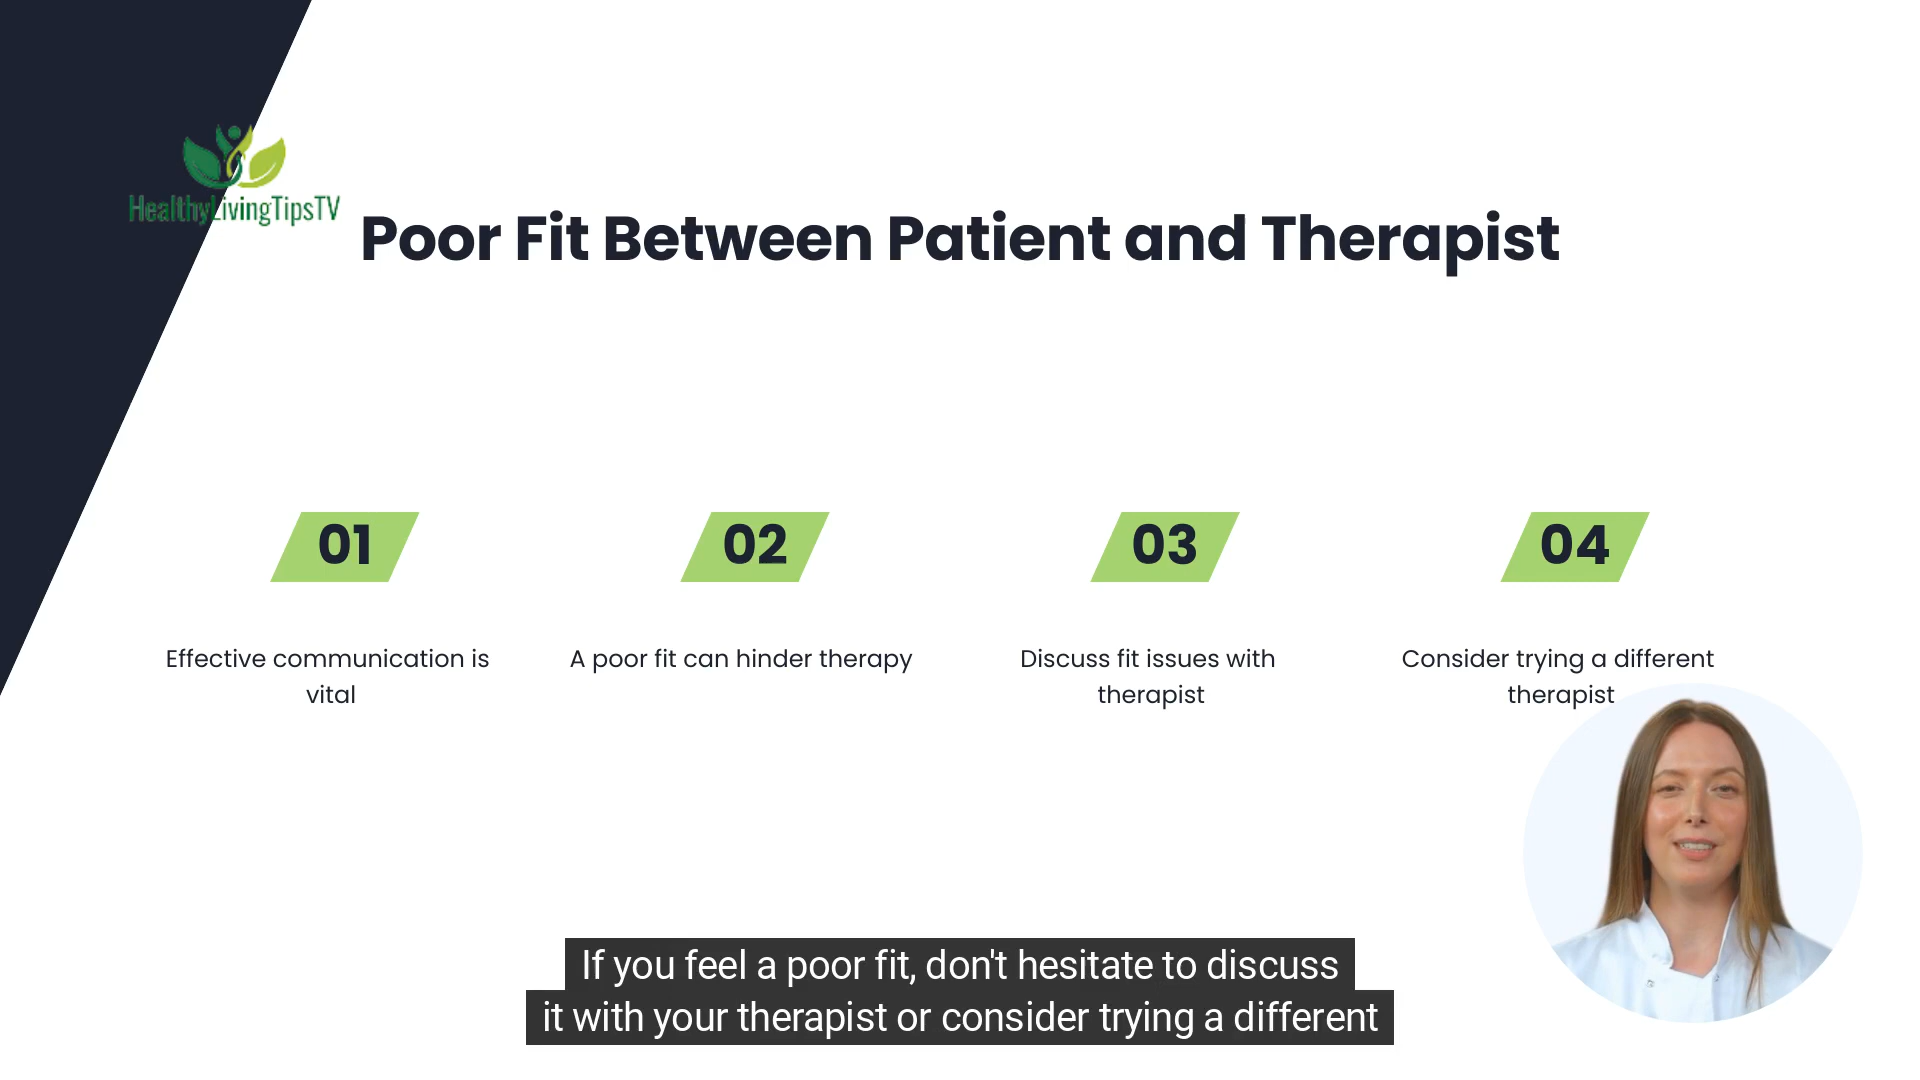 HealthyLivingTipsTV
Poor Fit Between Patient and Therapist
01
Effective communication is
vital
02
A poor fit can hinder therapy
03
Discuss fit issues with
therapist
04
Consider trying a different
therapist
If you feel a poor fit, don't hesitate to discuss
it with your therapist or consider trying a different